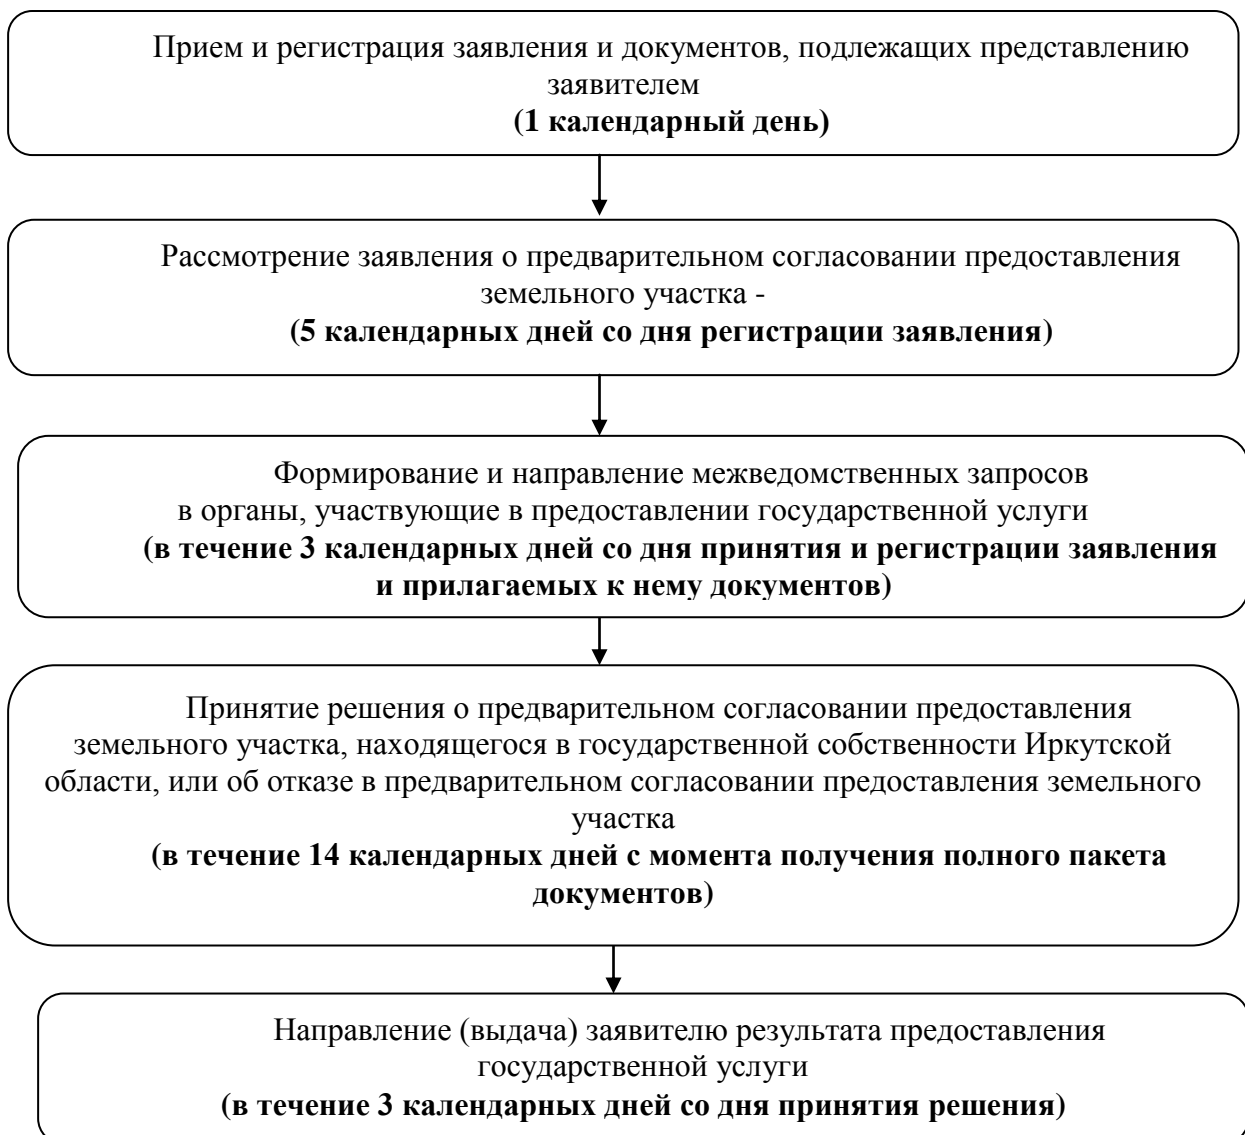 Прием и регистрация заявления и документов, подлежащих представлению
заявителем
(1 календарный день)
Рассмотрение заявления о предварительном согласовании предоставления
земельного участка -
(5 календарных дней со дня регистрации заявления)
Формирование и направление межведомственных запросов
в органы, участвующие в предоставлении государственной услуги
(в течение 3 календарных дней со дня принятия и регистрации заявления
и прилагаемых к нему документов)
Принятие решения о предварительном согласовании предоставления
земельного участка, находящегося в государственной собственности Иркутской
области, или об отказе в предварительном согласовании предоставления земельного
участка
(в течение 14 календарных дней с момента получения полного пакета
документов)
Направление (выдача) заявителю результата предоставления
государственной услуги
(в течение 3 календарных дней со дня принятия решения)